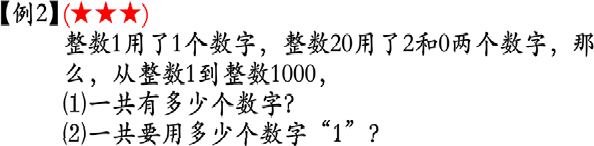 【例2】(★★★)
整数1用了1个数字，整数20用了2和0两个数字，那
么，从整数1到整数1000，
⑴一共有多少个数字?
⑵一共要用多少个数字“1”?